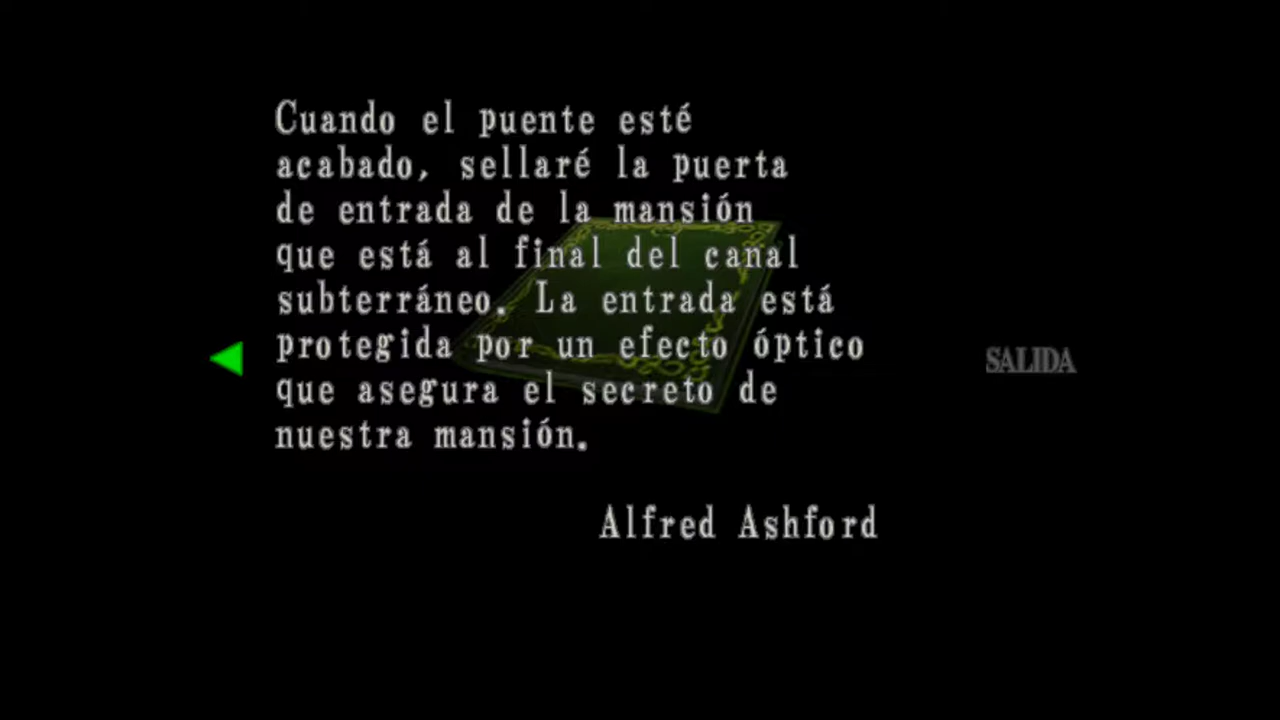 Cuando el puente esté
acabado, sellaré la puerta
de entrada de la mansión
que está al final del canal
subterráneo. La entrada está
protegida por un efecto óptico
que asegura el secreto de
nuestra mansión.
Alfred Ashford
SALIDA